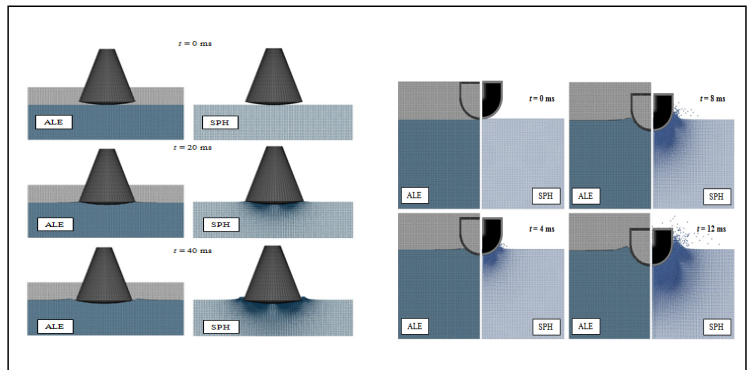 t = 0 ms
ALE
SPH
t = 20 ms
ALE
SPH
t = 40 ms
ALE
SPH
t = 0 ms
ALE
SPH
t = 8 ms
ALE
SPH
t = 4 ms
ALE
SPH
t = 12 ms
ALE
SPH